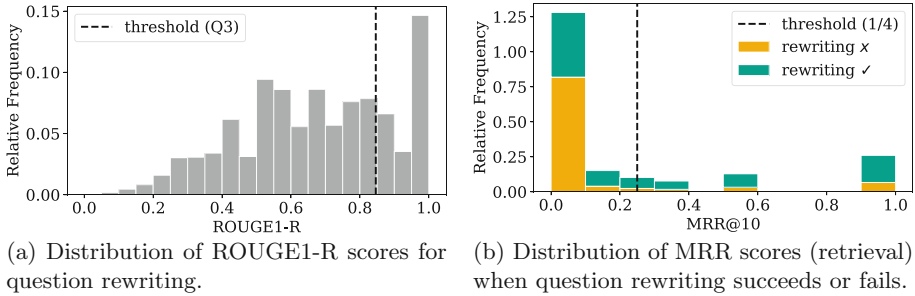 threshold (Q3)
0.15
0.10
0.05
0.00
Relative Frequency
0.0 0.2 0.4 0.6 0.8 1.0
ROUGE1-R
(a) Distribution of ROUGE1-R scores for
question rewriting.
threshold (1/4)
rewriting x
rewriting ✓
1.25
1.00
0.75
0.50
0.25
0.00
Relative Frequency
0.0 0.2 0.4 0.6 0.8 1.0
MRR@10
(b) Distribution of MRR scores (retrieval)
when question rewriting succeeds or fails.